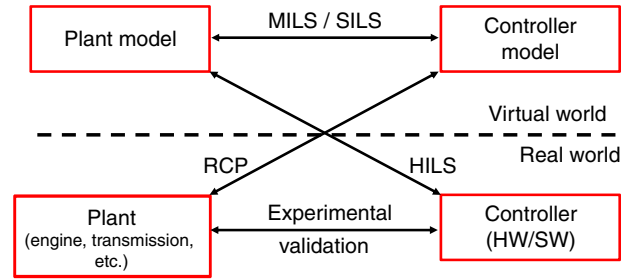 Plant model
MILS / SILS
Controller
model
Virtual world
Real world
RCP
HILS
Plant
(engine, transmission,
etc.)
Experimental
validation
Controller
(HW/SW)